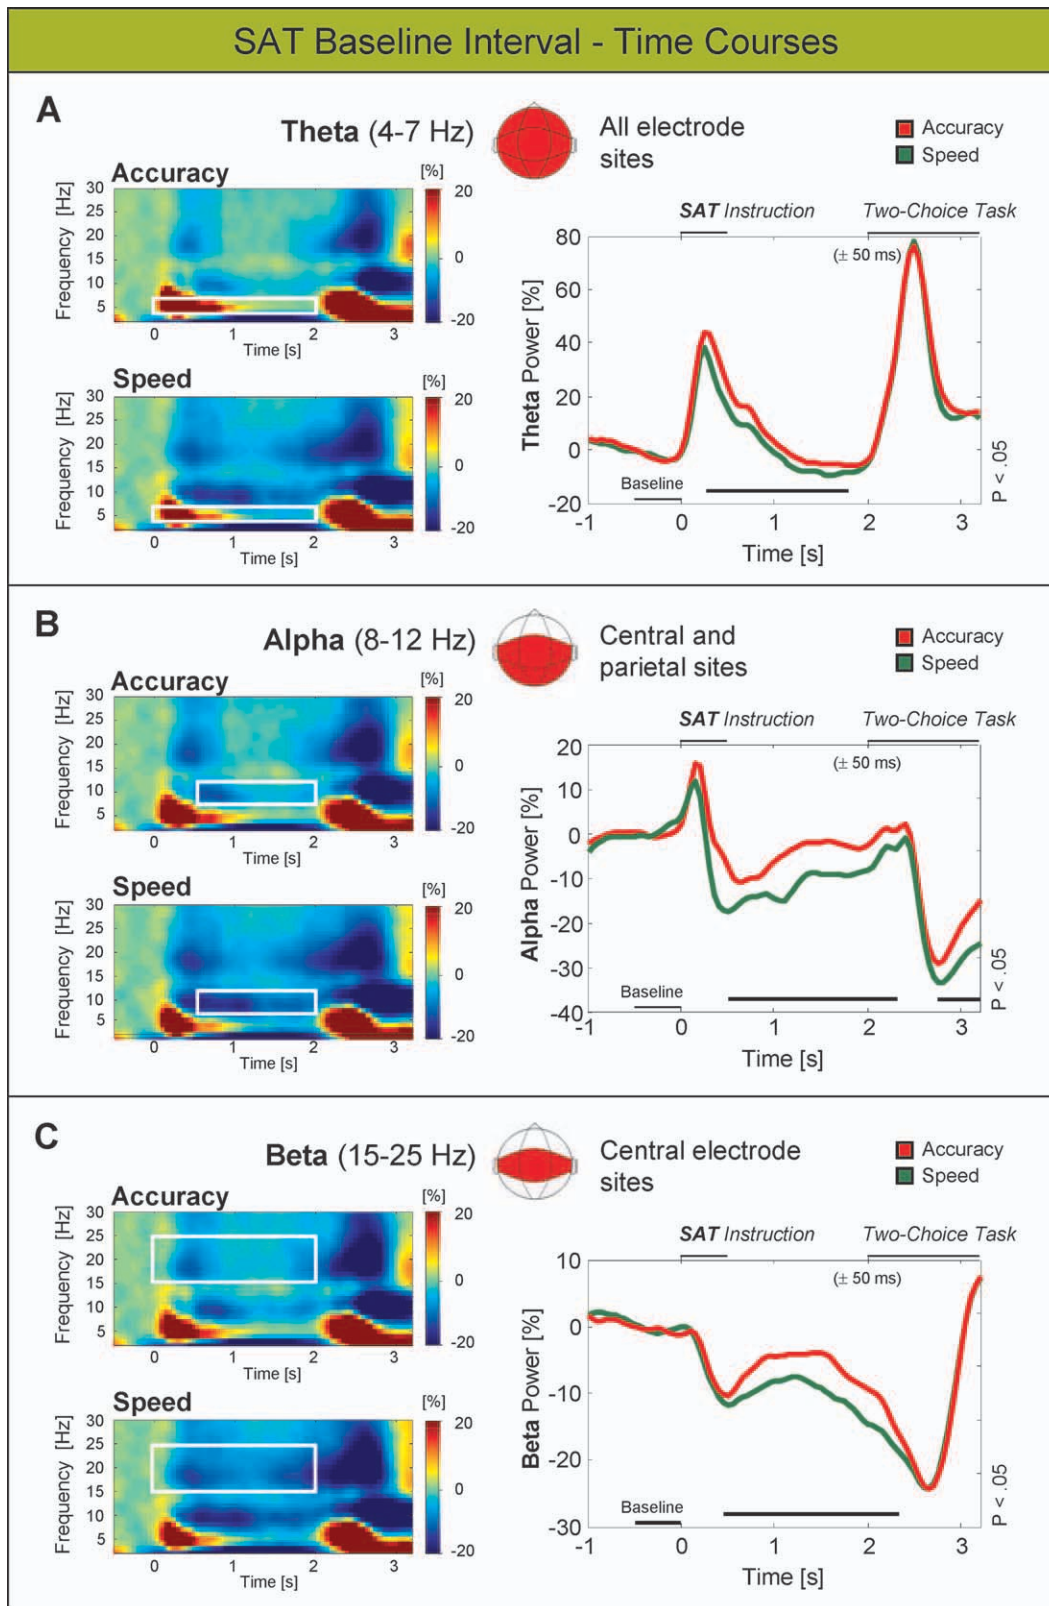 SAT Baseline Interval - Time Courses
A
Theta (4-7 Hz)
All electrode
sites
Accuracy
Speed
Accuracy
[%]
Frequency [Hz]
30
25
20
15
10
5
0
1
2
3
Time [s]
20
0
-20
Speed
[%]
Frequency [Hz]
30
25
20
15
10
5
0
1
2
3
Time [s]
20
0
-20
SAT Instruction
Two-Choice Task
(± 50 ms)
Theta Power [%]
80
60
40
20
0
-20
Baseline
P < .05
-1
0
1
2
3
Time [s]
B
Alpha (8-12 Hz)
Central and
parietal sites
Accuracy
Speed
Accuracy
[%]
Frequency [Hz]
30
25
20
15
10
5
0
1
2
3
Time [s]
20
0
-20
Speed
[%]
Frequency [Hz]
30
25
20
15
10
5
0
1
2
3
Time [s]
20
0
-20
SAT Instruction
Two-Choice Task
(± 50 ms)
Alpha Power [%]
20
10
0
-10
-20
-30
-40
Baseline
P < .05
-1
0
1
2
3
Time [s]
C
Beta (15-25 Hz)
Central electrode
sites
Accuracy
Speed
Accuracy
[%]
Frequency [Hz]
30
25
20
15
10
5
0
1
2
3
Time [s]
20
0
-20
Speed
[%]
Frequency [Hz]
30
25
20
15
10
5
0
1
2
3
Time [s]
20
0
-20
SAT Instruction
Two-Choice Task
(± 50 ms)
Beta Power [%]
10
0
-10
-20
-30
Baseline
P < .05
-1
0
1
2
3
Time [s]